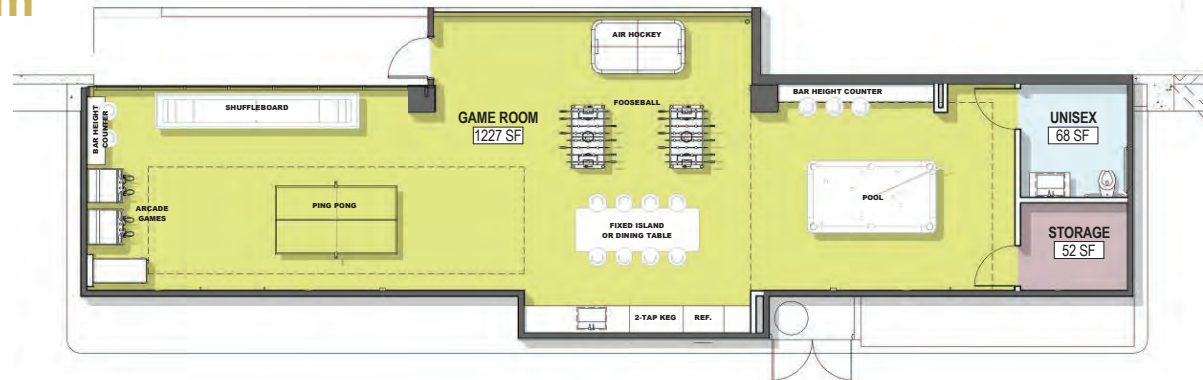 m
AIR HOCKEY
SHUFFLEBOARD
BAR HEIGHT
COUNTER
GAME ROOM
1227 SF
FOOSEBALL
BAR HEIGHT COUNTER
UNISEX
68 SF
ARCADE
GAMES
PING PONG
FIXED ISLAND
OR DINING TABLE
POOL
STORAGE
52 SF
2-TAP KEG
REF.